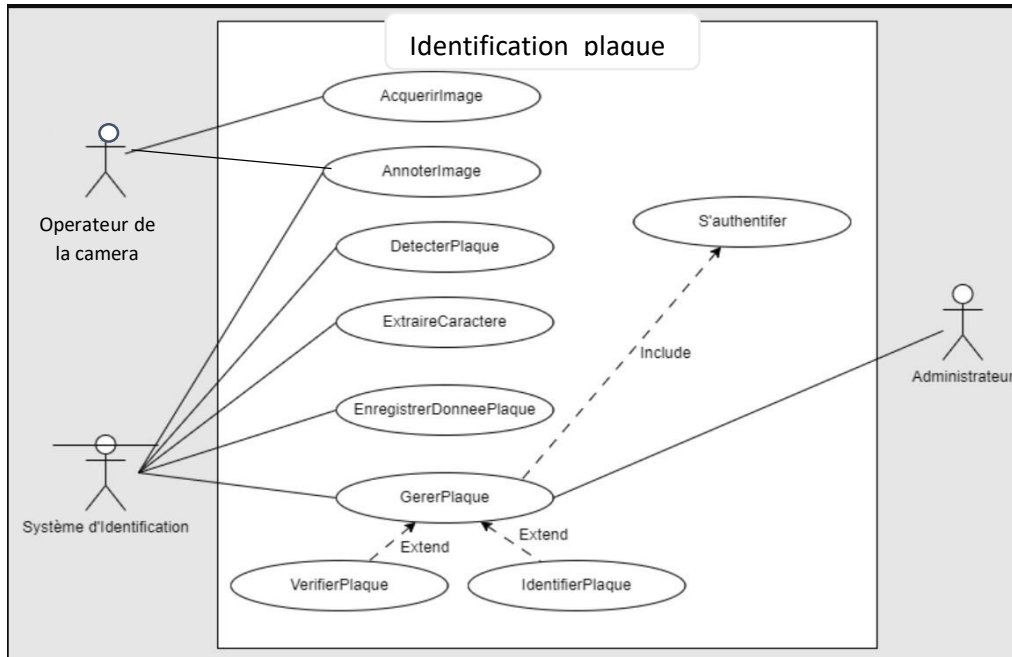 Identification plaque
AcquerirImage
AnnoterImage
Operateur de
la camera
S'authentifer
DetecterPlaque
ExtraireCaractere
Include
Administrateur
EnregistrerDonneePlaque
GererPlaque
Système d'Identification
Extend
Extend
VerifierPlaque
IdentifierPlaque